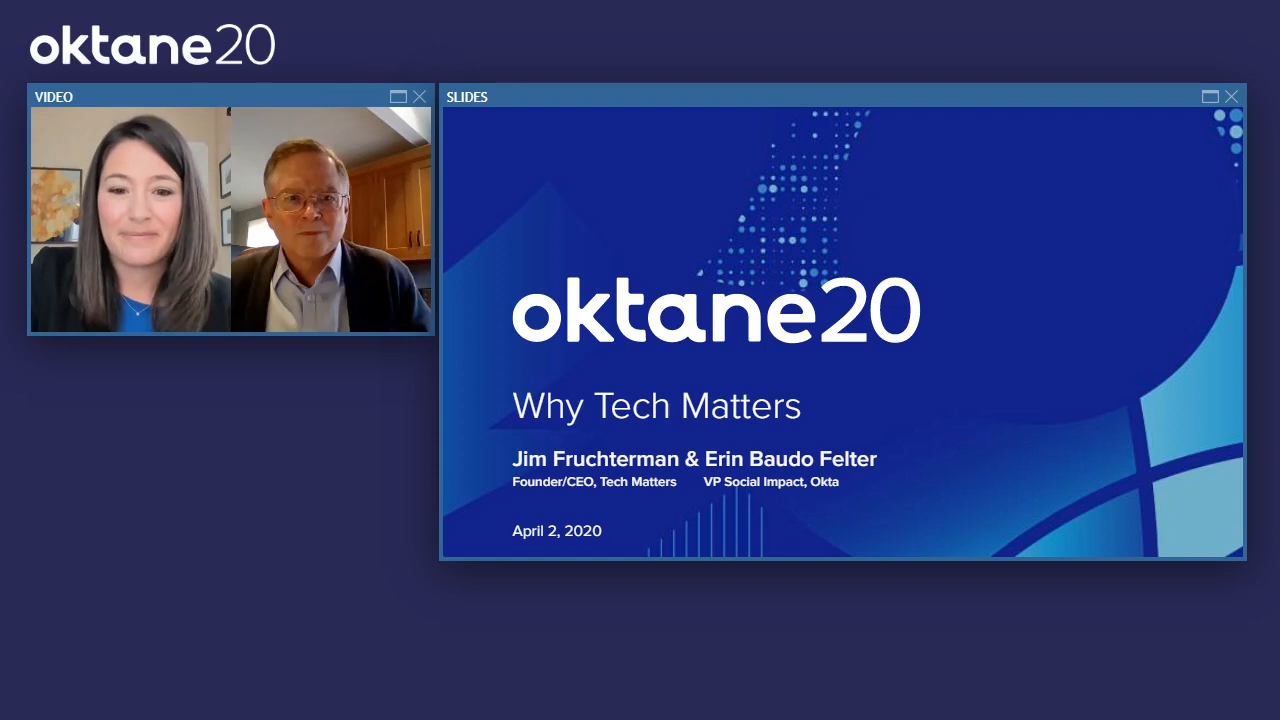 oktane20
VIDEO
SLIDES
oktane20
Why Tech Matters
Jim Fruchterman & Erin Baudo Felter
Founder/CEO, Tech Matters VP Social Impact, Okta
April 2, 2020